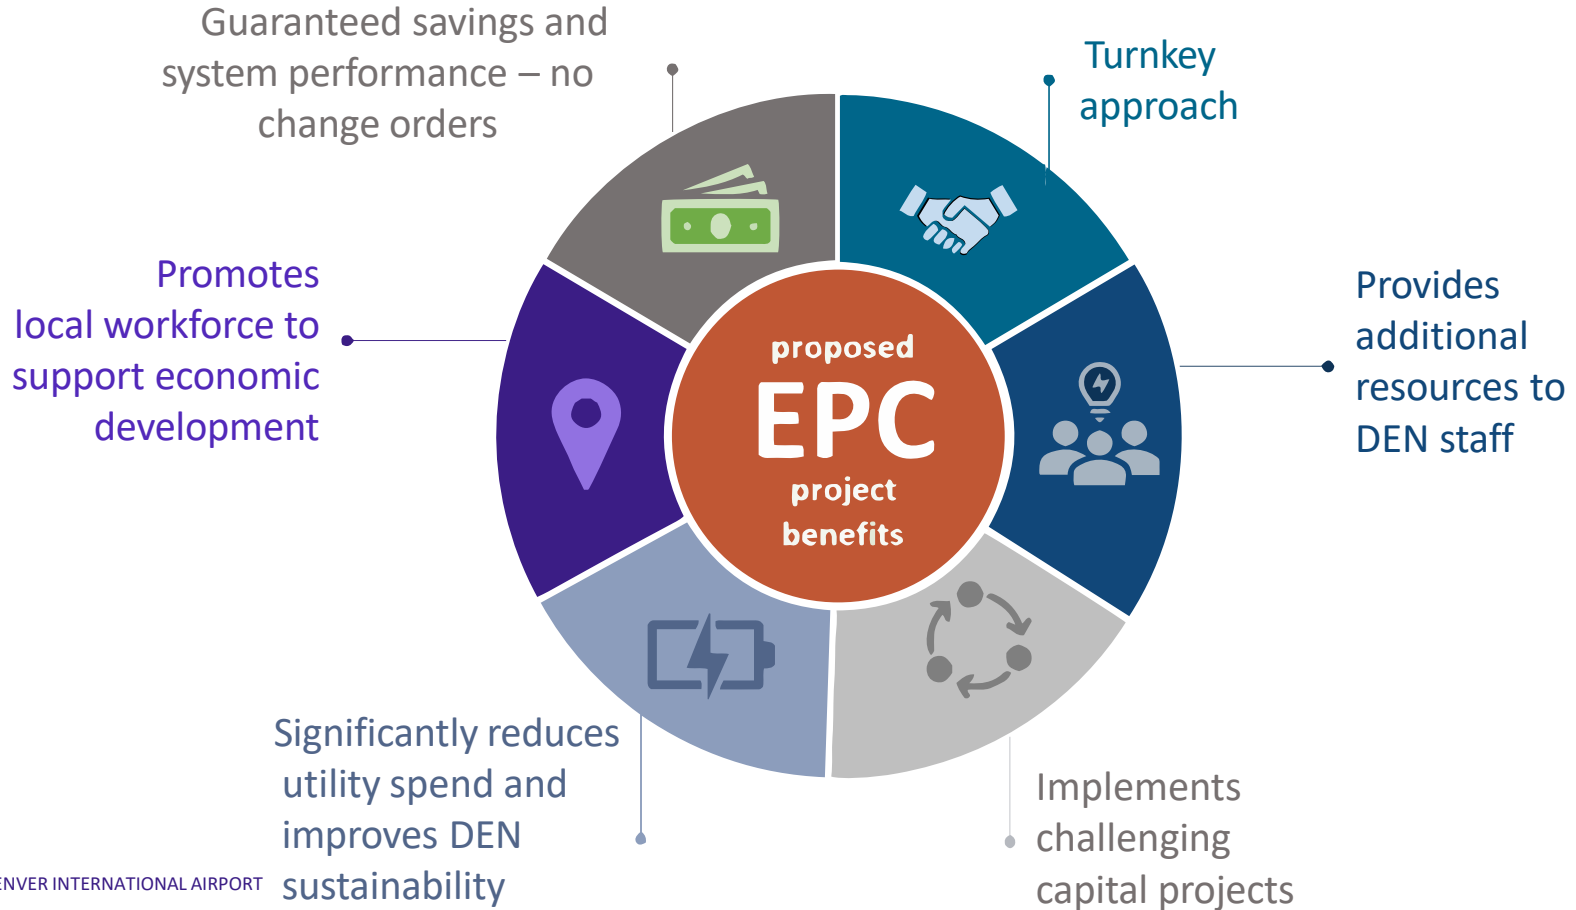 Guaranteed savings and
system performance – no
change orders
Turnkey
approach
Promotes
local workforce to
support economic
development
proposed
EPC
project
benefits
Provides
additional
resources to
DEN staff
Significantly reduces
utility spend and
improves DEN
sustainability
Implements
challenging
capital projects
ENVER INTERNATIONAL AIRPORT